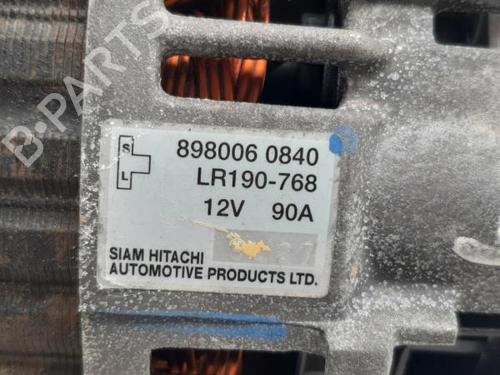 B-PARTS
S
L
898006 0840
LR190-768
12V 90A
SIAM HITACHI
AUTOMOTIVE PRODUCTS LTD.